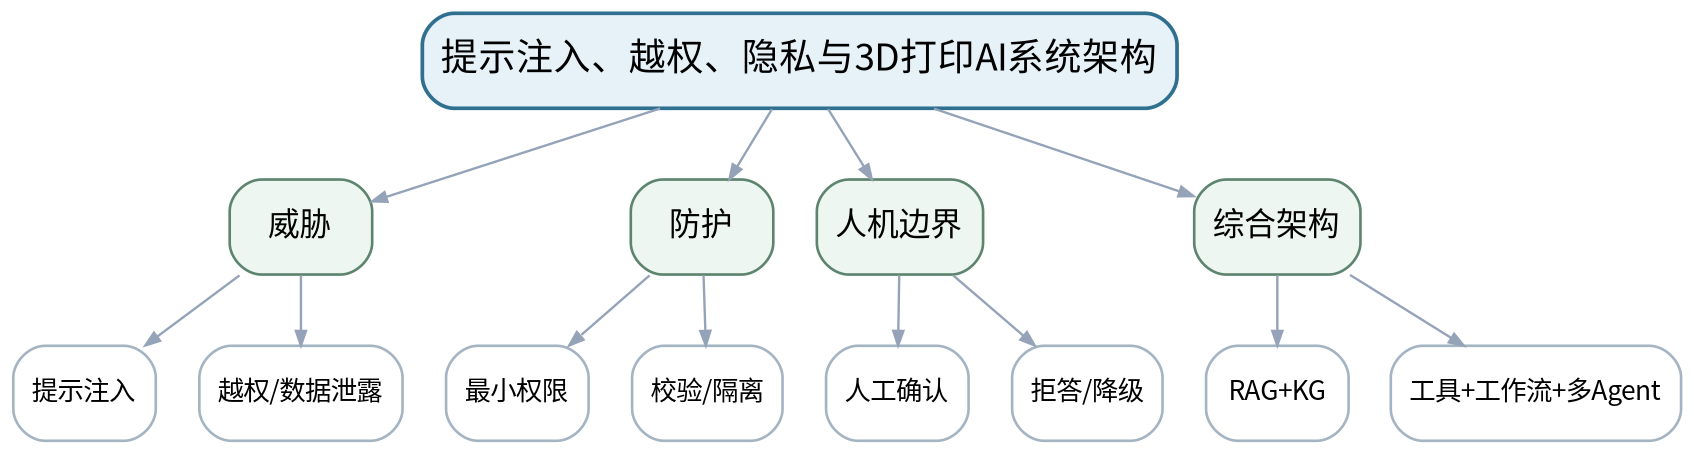 提示注入、越权、隐私与3D打印AI系统架构
威胁
防护
人机边界
综合架构
提示注入
越权/数据泄露
最小权限
校验/隔离
人工确认
拒答/降级
RAG+KG
工具+工作流+多Agent